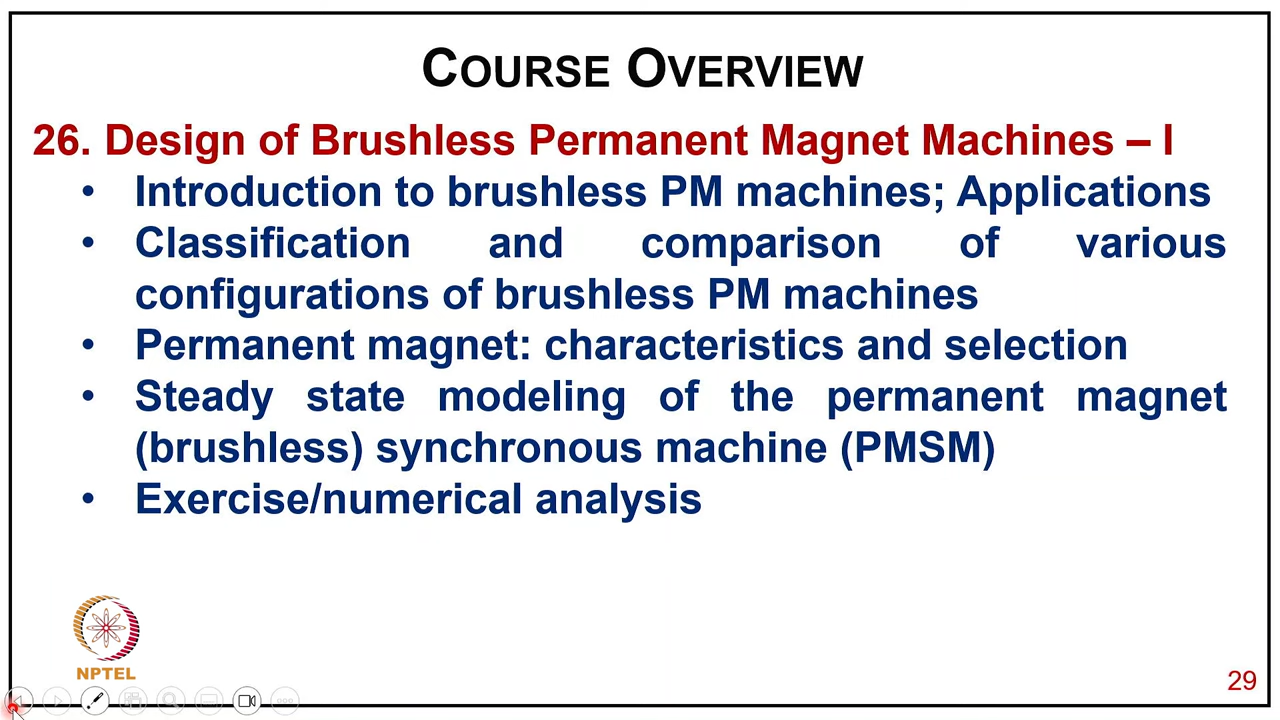 COURSE OVERVIEW
26. Design of Brushless Permanent Magnet Machines – I
• Introduction to brushless PM machines; Applications
• Classification and comparison of various
configurations of brushless PM machines
• Permanent magnet: characteristics and selection
• Steady state modeling of the permanent magnet
(brushless) synchronous machine (PMSM)
• Exercise/numerical analysis
NPTEL
29